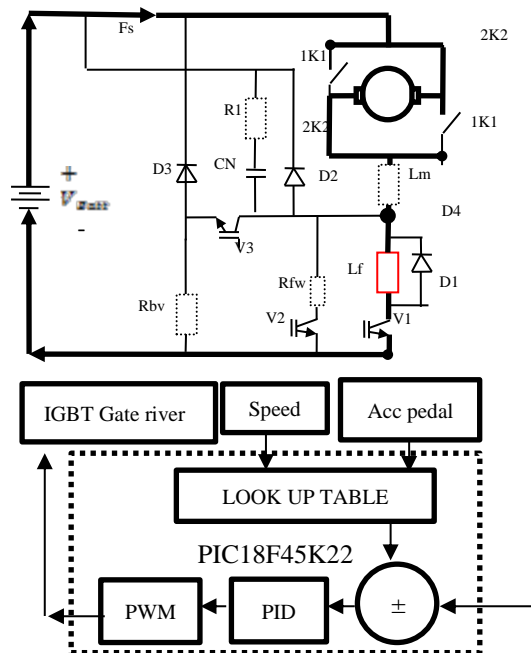 Fs
2K2
1K1
R1
2K2
1K1
D3
CN
D2
Lm
D4
+
V Batt
-
V3
Lf
D1
Rfw
Rbv
V2
V1
IGBT Gate river
Speed
Acc pedal
LOOK UP TABLE
PIC18F45K22
PWM
PID
±